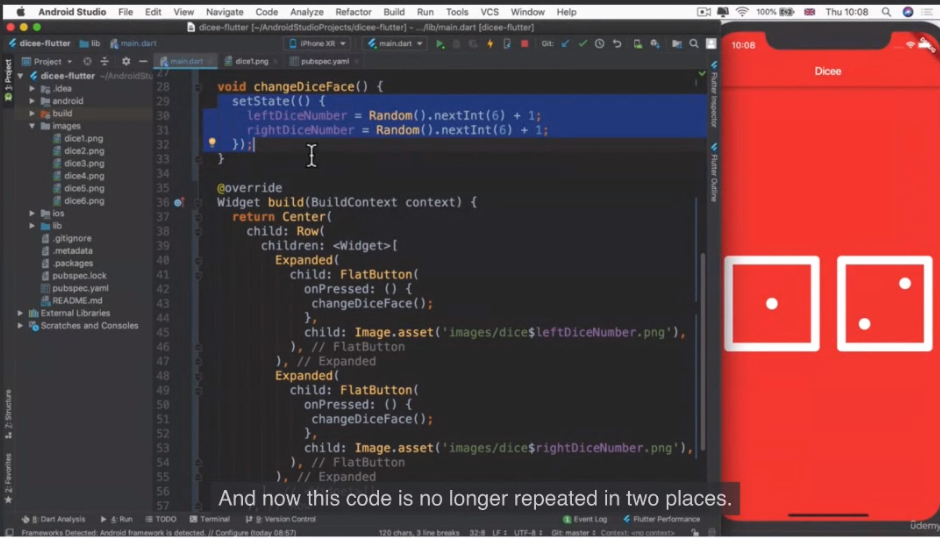 Android Studio File Edit View Navigate Code Analyze Refactor Build Run Tools VCS Window Help 100% Thu 10:08
dicee-flutter [~/AndroidStudioProjects/dicee-flutter] - .../lib/main.dart [dicee-flutter]
dicee-flutter lib main.dart iPhone XR main.dart Git:
Project main.dart dice1.png pubspec.yaml
1: Project
dicee-flutter ~/AndroidStu
.idea
android
build
images
dice1.png
dice2.png
dice3.png
dice4.png
dice5.png
dice6.png
ios
lib
.gitignore
.metadata
.packages
pubspec.lock
pubspec.yaml
README.md
External Libraries
Scratches and Consoles
Z: Structure
2: Favorites
27
28 void changeDiceFace() {
29 setState(() {
30 leftDiceNumber = Random().nextInt(6) + 1;
31 rightDiceNumber = Random().nextInt(6) + 1;
32 });
33 }
34
35 @override
36 Widget build(BuildContext context) {
37 return Center(
38 child: Row(
39 children: <Widget>[
40 Expanded(
41 child: FlatButton(
42 onPressed: () {
43 changeDiceFace();
44 },
45 child: Image.asset('images/dice$leftDiceNumber.png'),
46 ), // FlatButton
47 ), // Expanded
48 Expanded(
49 child: FlatButton(
50 onPressed: () {
51 changeDiceFace();
52 },
53 child: Image.asset('images/dice$rightDiceNumber.png'),
54 ), // FlatButton
55 ), // Expanded
56
57
Flutter Inspector
Flutter Outline
10:08
Dicee
And now this code is no longer repeated in two places.
Dart Analysis 4: Run TODO Terminal 9: Version Control Event Log Flutter Performance
Frameworks Detected: Android framework is detected. // Configure (today 08:57) 120 chars, 3 line breaks 32:8 LF UTF-8 Git: master Context: <no context>
ûdemy